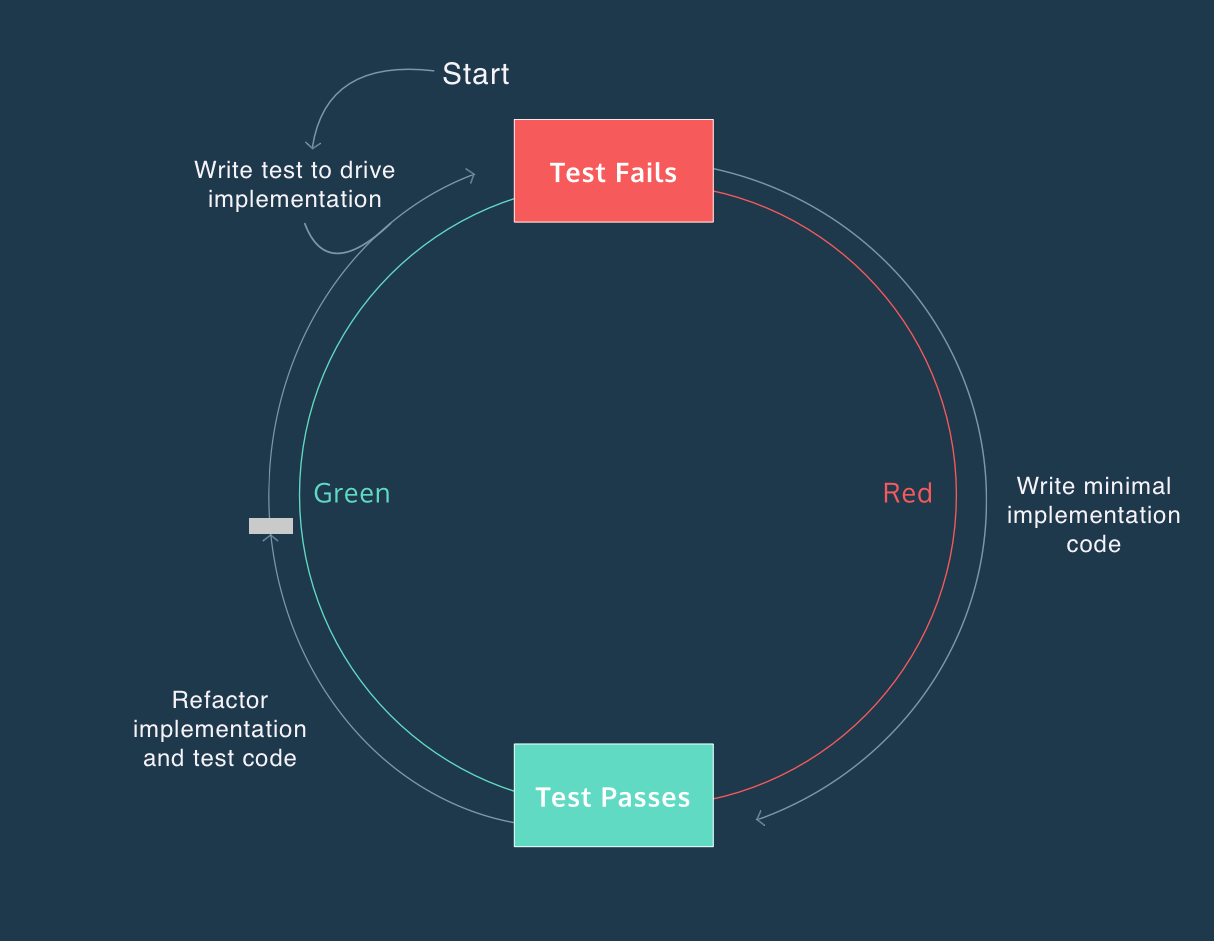 Start
Test Fails
Write test to drive
implementation
Green
Red
Write minimal
implementation
code
Refactor
implementation
and test code
Test Passes